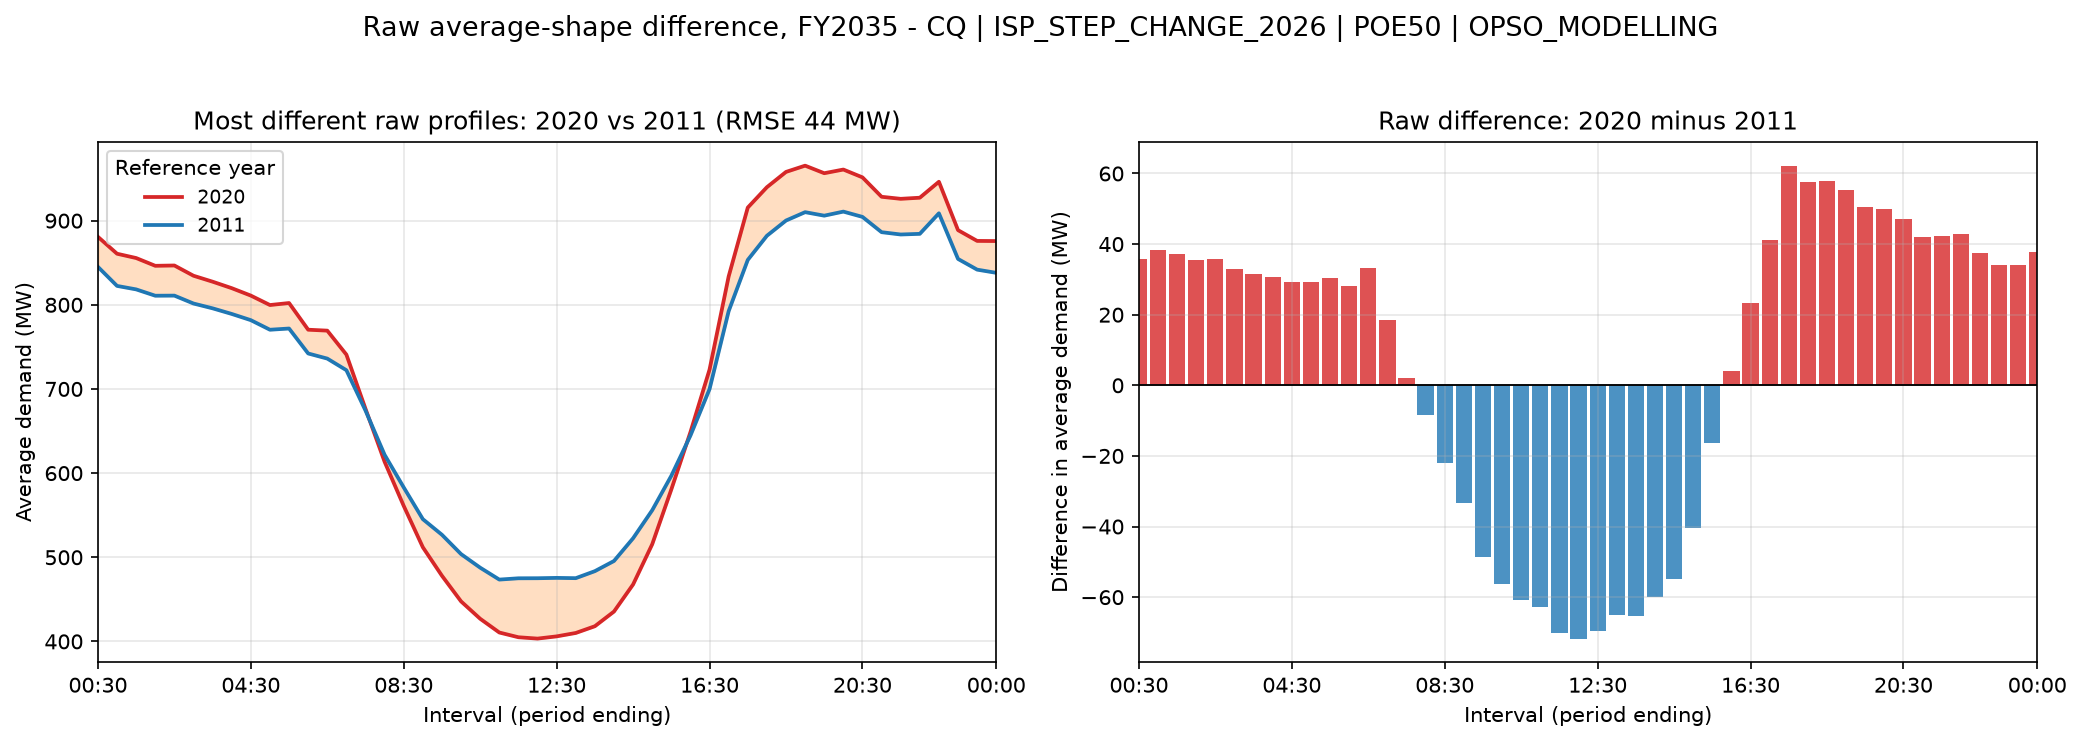 Raw average-shape difference, FY2035 - CQ | ISP_STEP_CHANGE_2026 | POE50 | OPSO_MODELLING
Most different raw profiles: 2020 vs 2011 (RMSE 44 MW)
Reference year
2020
2011
Average demand (MW)
900
800
700
600
500
400
00:30 04:30 08:30 12:30 16:30 20:30 00:00
Interval (period ending)
Raw difference: 2020 minus 2011
Difference in average demand (MW)
60
40
20
0
−20
−40
−60
00:30 04:30 08:30 12:30 16:30 20:30 00:00
Interval (period ending)